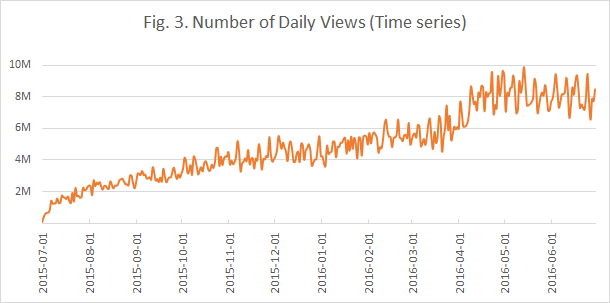 Fig. 3. Number of Daily Views (Time series)
10M
8M
6M
4M
2M
2015-07-01
2015-08-01
2015-09-01
2015-10-01
2015-11-01
2015-12-01
2016-01-01
2016-02-01
2016-03-01
2016-04-01
2016-05-01
2016-06-01